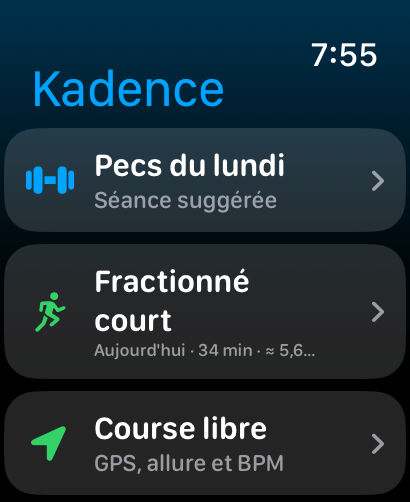 7:55
Kadence
Pecs du lundi
Séance suggérée
Fractionné
court
Aujourd'hui · 34 min · ≈ 5,6...
Course libre
GPS, allure et BPM